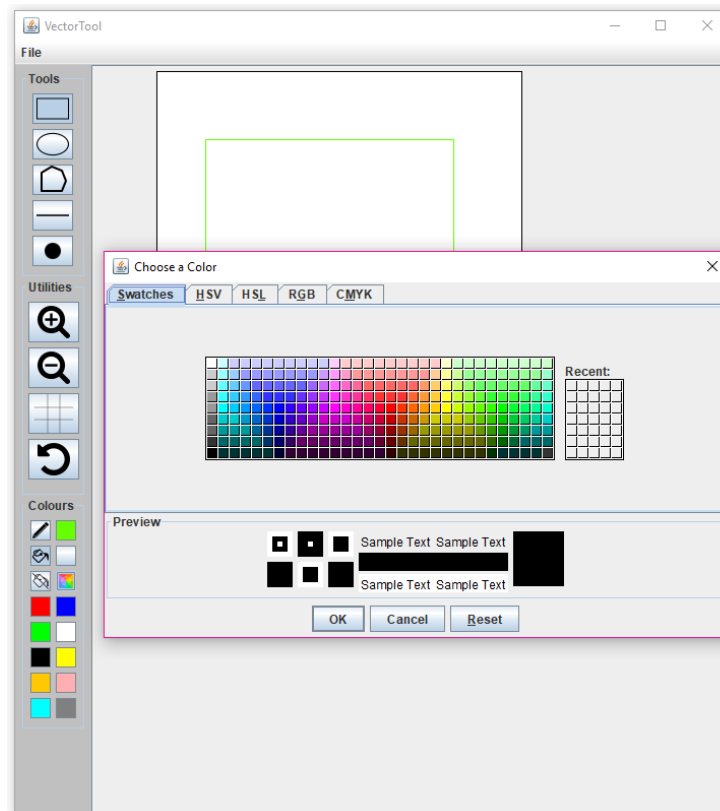 VectorTool
File
Tools
Choose a Color
Swatches HSV HSL RGB CMYK
Utilities
Recent:
Colours
Preview
Sample Text Sample Text
Sample Text Sample Text
OK Cancel Reset